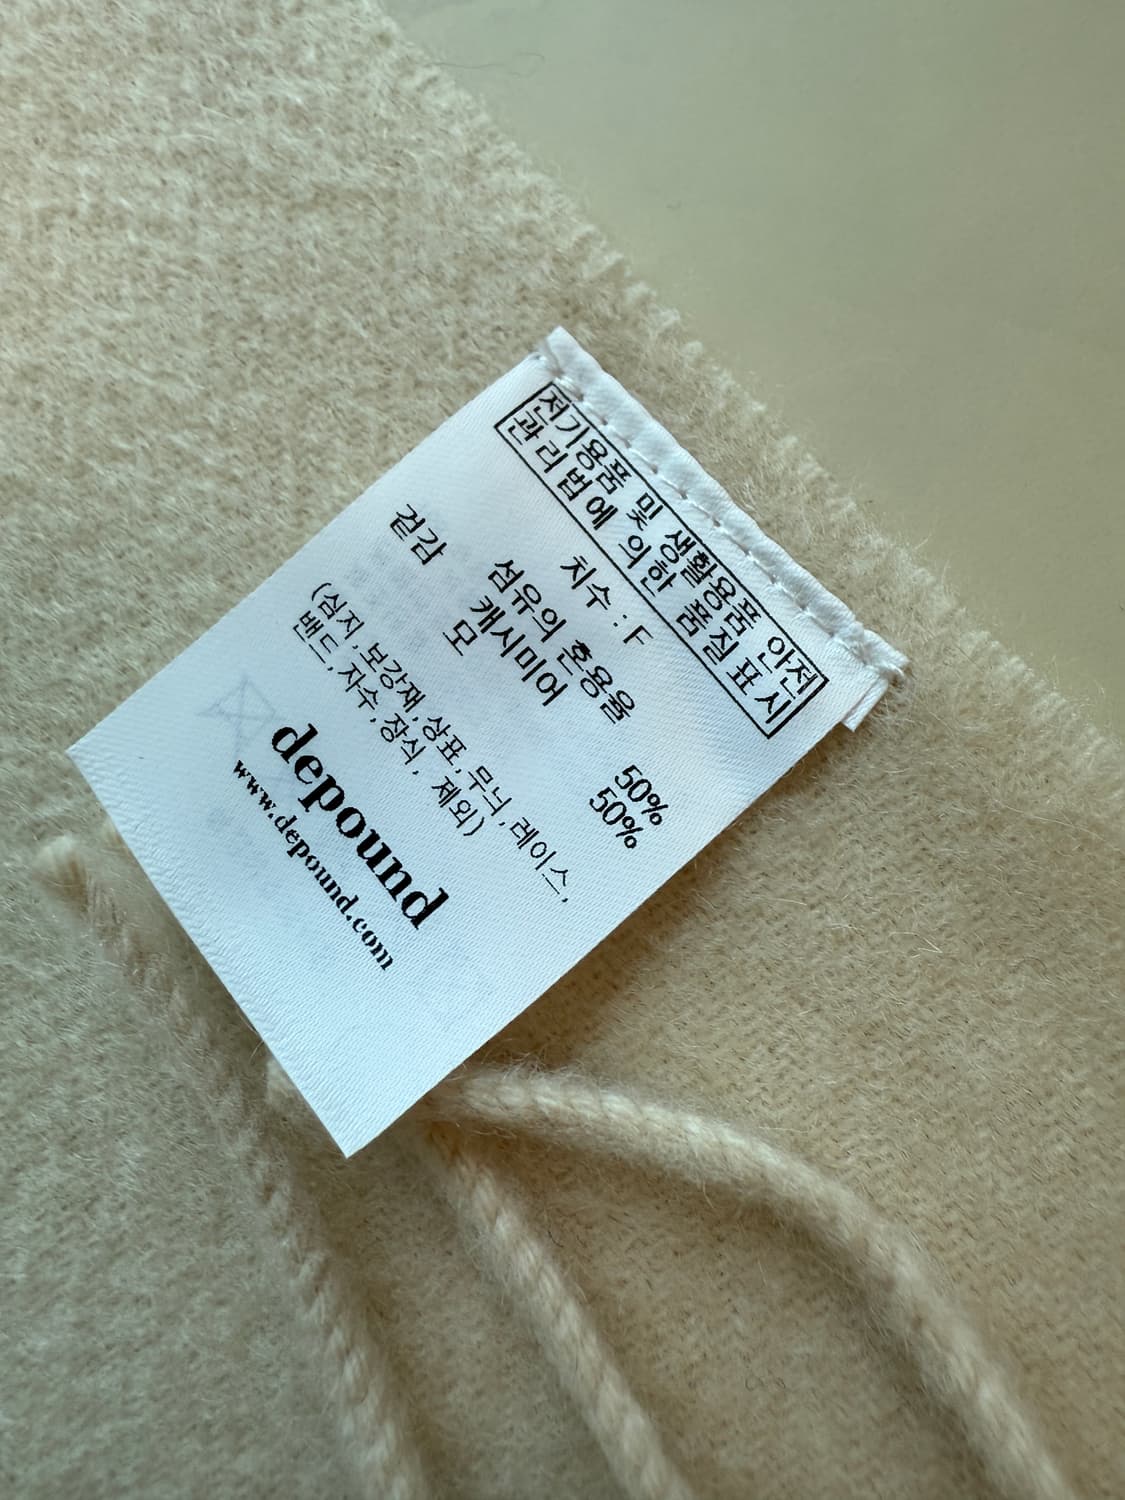 전기용품 및 생활용품 안전
관리법에 의한 품질표시
치수 : F
섬유의 혼용율
겉감 캐시미어 50%
모 50%
(심지,보강재,상표,무늬,레이스,
밴드,자수,장식, 제외)
depound
www.depound.com